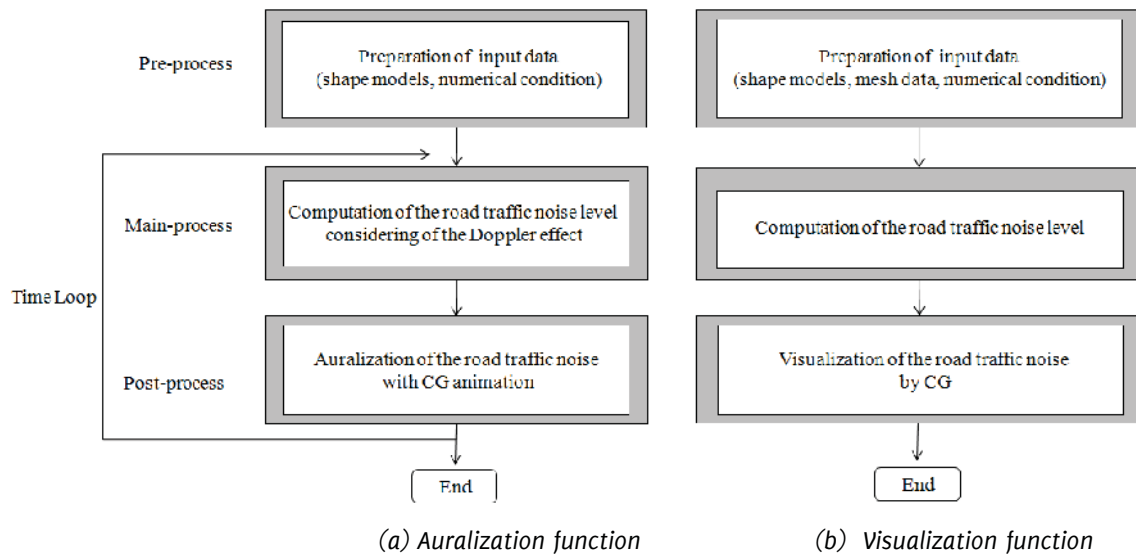 Pre-process
Preparation of input data
(shape models, numerical condition)
Preparation of input data
(shape models, mesh data, numerical condition)
Main-process
Computation of the road traffic noise level
considering of the Doppler effect
Computation of the road traffic noise level
Time Loop
Post-process
Auralization of the road traffic noise
with CG animation
Visualization of the road traffic noise
by CG
End
End
(a) Auralization function
(b) Visualization function